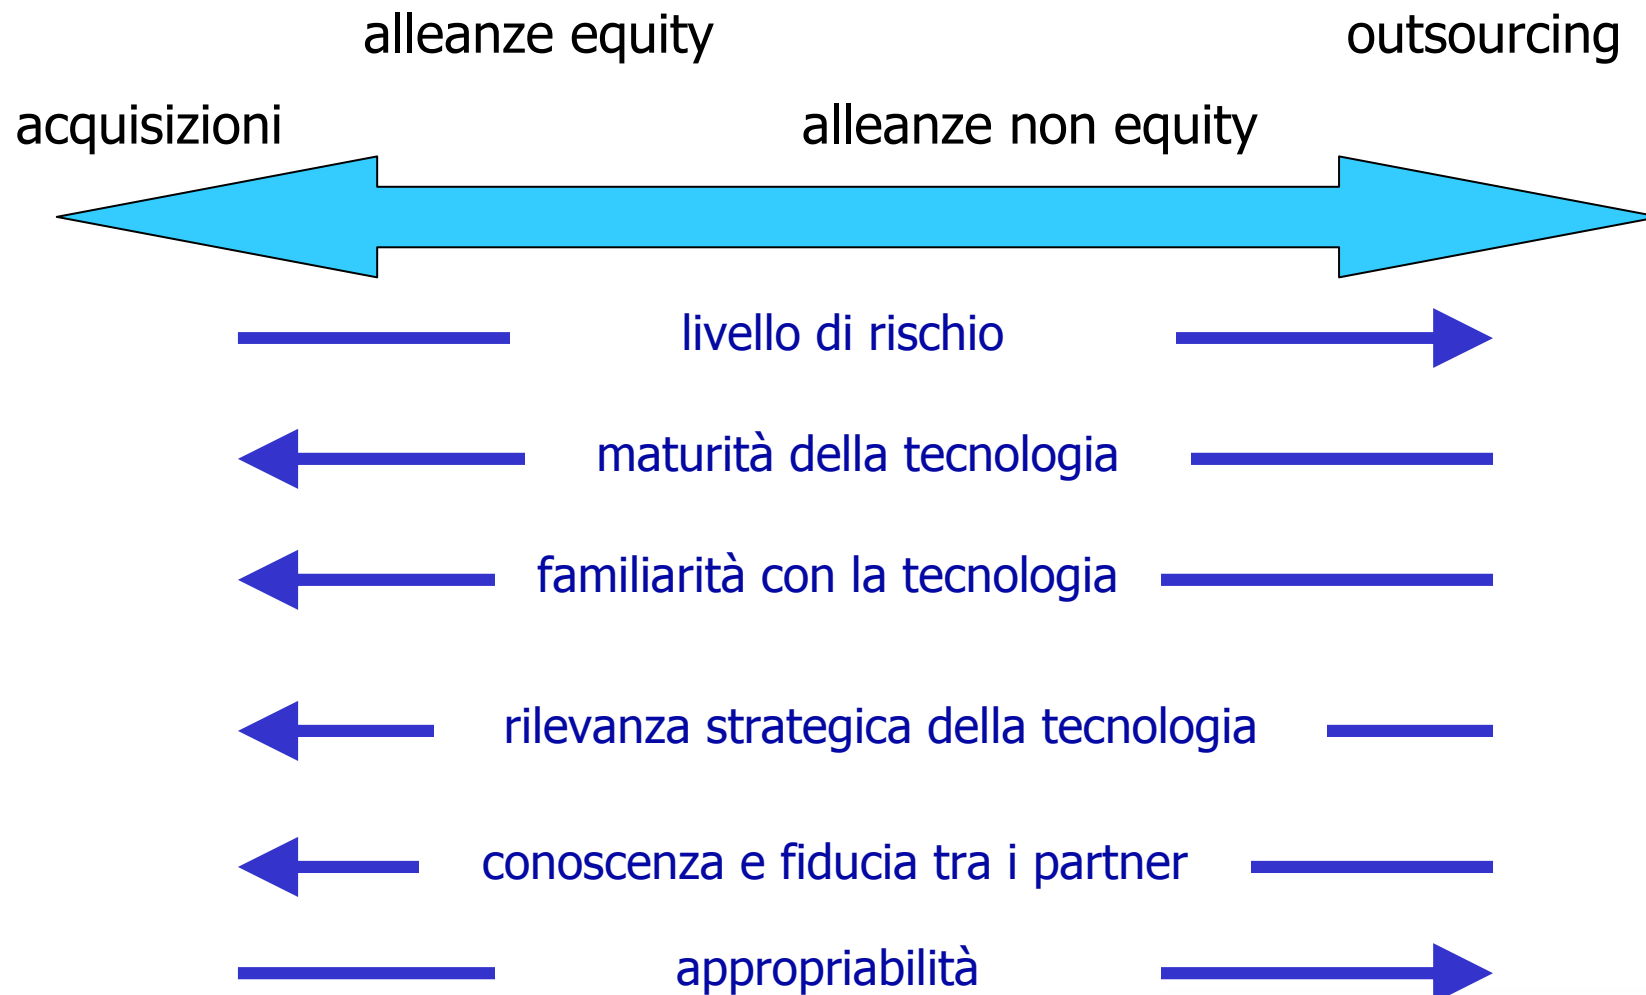 alleanze equity
outsourcing
acquisizioni
alleanze non equity
livello di rischio
maturità della tecnologia
familiarità con la tecnologia
rilevanza strategica della tecnologia
conoscenza e fiducia tra i partner
appropriabilità